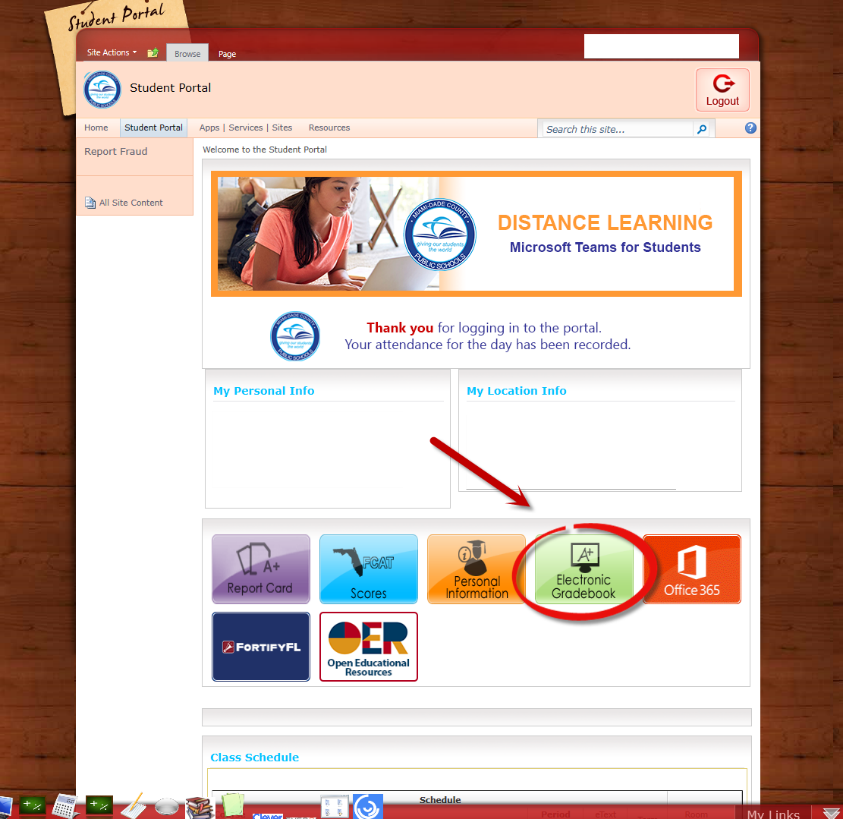 Student Portal
Site Actions
Browse
Page
Student Portal
Logout
Home
Student Portal
Apps | Services | Sites
Resources
Search this site...
Report Fraud
Welcome to the Student Portal
All Site Content
MIAMI-DADE COUNTY
giving our students
the world
PUBLIC SCHOOLS
DISTANCE LEARNING
Microsoft Teams for Students
Thank you for logging in to the portal.
Your attendance for the day has been recorded.
My Personal Info
My Location Info
A+
Report Card
FCAT
Scores
Personal
Information
A+
Electronic
Gradebook
Office 365
FORTIFYFL
OER
Open Educational
Resources
Class Schedule
Schedule
Period
eText
Room
Clever
My Links